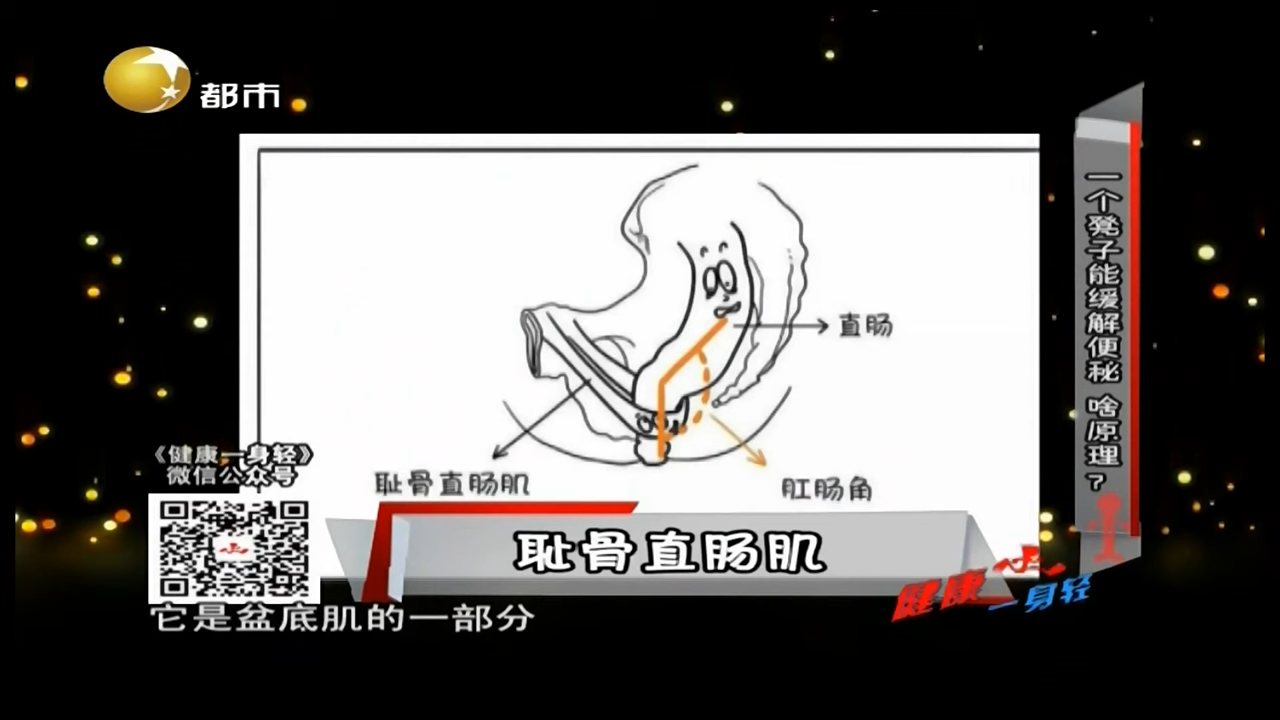 都市
一个凳子能缓解便秘 啥原理?
直肠
耻骨直肠肌
肛肠角
《健康一身轻》
微信公众号
耻骨直肠肌
健康一身轻
它是盆底肌的一部分